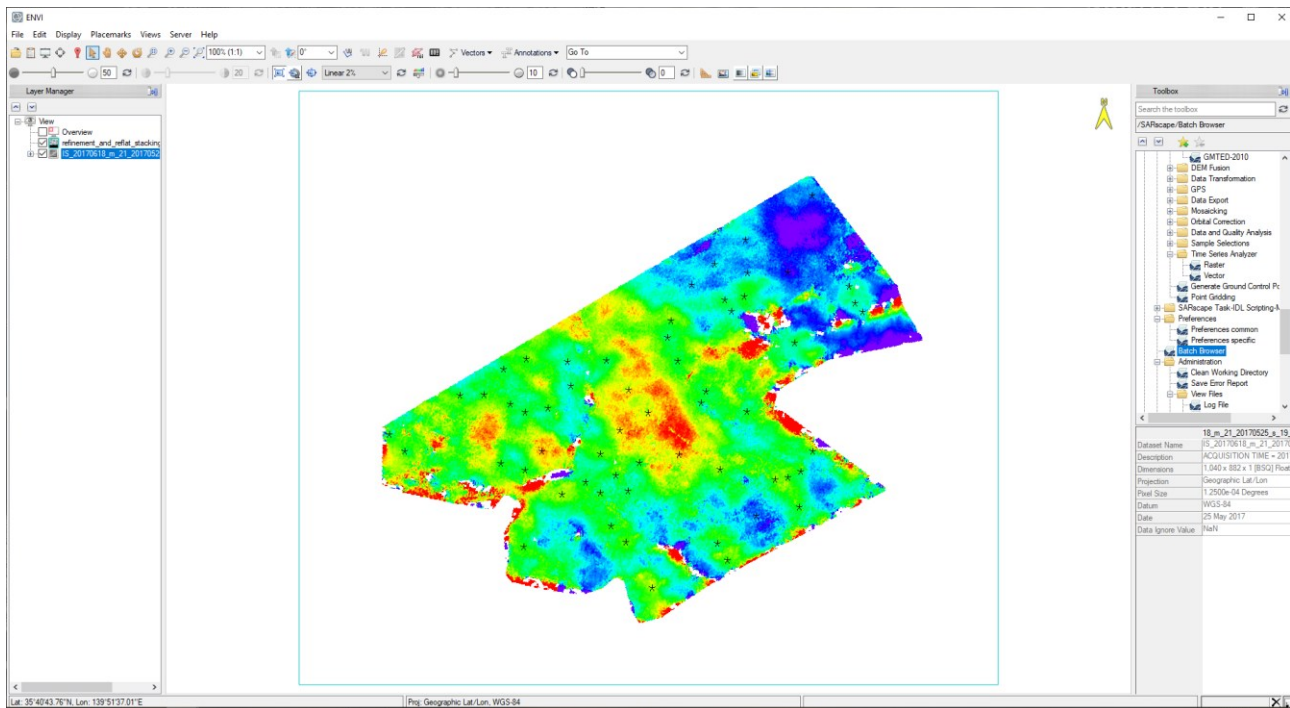 ENVI
File Edit Display Placemarks Views Server Help
100% (1:1) 0° Vectors Annotations Go To
50 20 Linear 2% 10 0
Layer Manager
View
Overview
refinement_and_reflat_stacking
IS_20170618_m_21_2017052
Toolbox
Search the toolbox
/SARscape/Batch Browser
GMTED-2010
DEM Fusion
Data Transformation
GPS
Data Export
Mosaicking
Orbital Correction
Data and Quality Analysis
Sample Selections
Time Series Analyzer
Raster
Vector
Generate Ground Control Po
Point Gridding
SARscape Task-IDL Scripting-M
Preferences
Preferences common
Preferences specific
Batch Browser
Administration
Clean Working Directory
Save Error Report
View Files
Log File
18_m_21_20170525_s_19_
Dataset Name IS_20170618_m_21_20170
Description ACQUISITION TIME = 201
Dimensions 1,040 x 882 x 1 [BSQ] Float
Projection Geographic Lat/Lon
Pixel Size 1.2500e-04 Degrees
Datum WGS-84
Date 25 May 2017
Data Ignore Value NaN
Lat: 35°40'43.76"N, Lon: 139°51'37.01"E
Proj: Geographic Lat/Lon, WGS-84